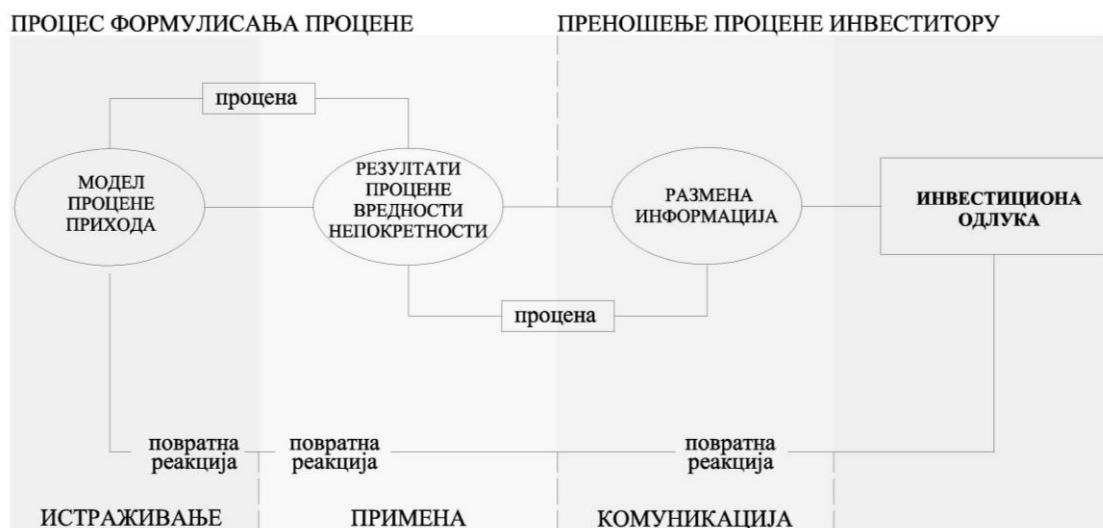 ПРОЦЕС ФОРМУЛИСАЊА ПРОЦЕНЕ
ПРЕНОШЕЊЕ ПРОЦЕНЕ ИНВЕСТИТОРУ
процена
МОДЕЛ
ПРОЦЕНЕ
ПРИХОДА
РЕЗУЛТАТИ
ПРОЦЕНЕ
ВРЕДНОСТИ
НЕПОКРЕТНОСТИ
РАЗМЕНА
ИНФОРМАЦИЈА
ИНВЕСТИЦИОНА
ОДЛУКА
процена
повратна
реакција
повратна
реакција
повратна
реакција
ИСТРАЖИВАЊЕ
ПРИМЕНА
КОМУНИКАЦИЈА